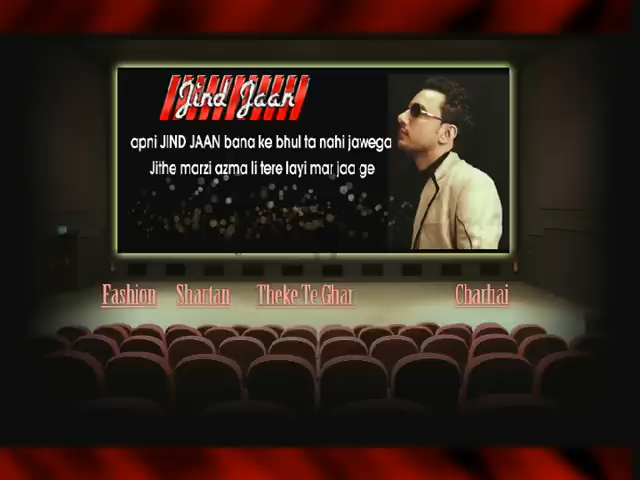 Jind Jaan
apni JIND JAAN bana ke bhul ta nahi jawega
Jithe marzi azma li tere layi mar jaa ge
Fashion Shartan Theke Te Ghar Charhai